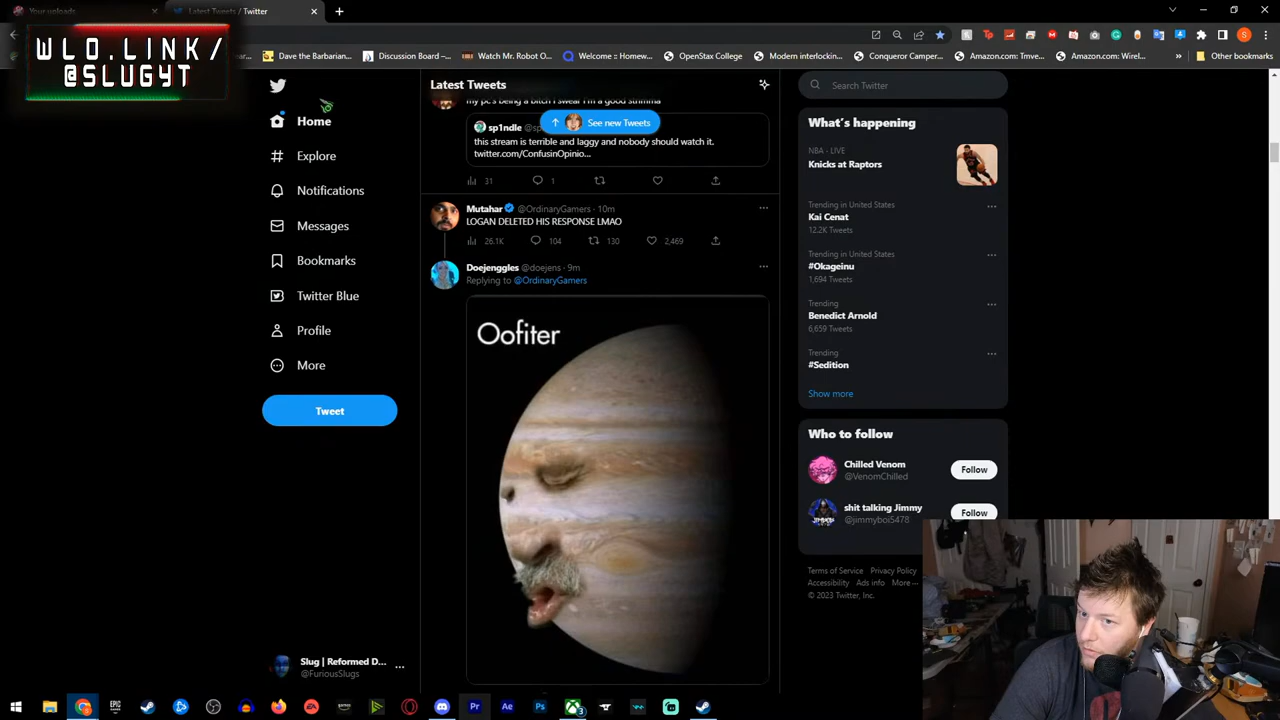 Your uploads
Latest Tweets / Twitter
WLO.LINK/
@SLUGYT
Dave the Barbarian...
Discussion Board -...
Watch Mr. Robot O...
Welcome :: Homew...
OpenStax College
Modern interlockin...
Conqueror Camper...
Amazon.com: Tmve...
Amazon.com: Wirel...
Other bookmarks
Home
Explore
Notifications
Messages
Bookmarks
Twitter Blue
Profile
More
Tweet
Slug | Reformed D...
@FuriousSlugs
Latest Tweets
my pc's being a bitch i swear i'm a good strimma
See new Tweets
sp1ndle
this stream is terrible and laggy and nobody should watch it.
twitter.com/ConfusinOpinio...
31
1
Mutahar @OrdinaryGamers · 10m
LOGAN DELETED HIS RESPONSE LMAO
26.1K
104
130
2,469
Doejenggles @doejens · 9m
Replying to @OrdinaryGamers
Oofiter
Search Twitter
What's happening
NBA · LIVE
Knicks at Raptors
Trending in United States
Kai Cenat
12.2K Tweets
Trending in United States
#Okageinu
1,694 Tweets
Trending
Benedict Arnold
6,659 Tweets
Trending
#Sedition
Show more
Who to follow
Chilled Venom
@VenomChilled
Follow
shit talking Jimmy
@jimmyboi5478
Follow
Terms of Service Privacy Policy
Accessibility Ads info More ...
© 2023 Twitter, Inc.